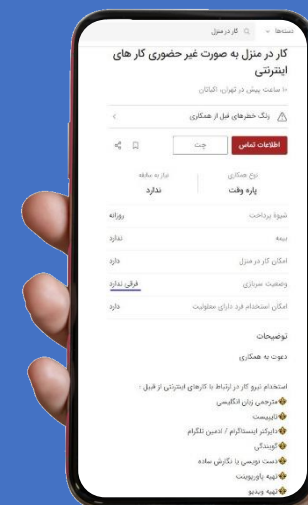 دسته‌ها کار در منزل
کار در منزل به صورت غیر حضوری کار های
اینترنتی
۱۰ ساعت پیش در تهران، اکباتان
زنگ خطرهای قبل از همکاری
اطلاعات تماس چت
نوع همکاری نیاز به سابقه
پاره وقت ندارد
شیوهٔ پرداخت روزانه
بیمه ندارد
امکان کار در منزل دارد
وضعیت سربازی فرقی ندارد
امکان استخدام فرد دارای معلولیت دارد
توضیحات
دعوت به همکاری
استخدام نیرو کار در ارتباط با کارهای اینترنتی از قبیل :
مترجمی زبان انگلیسی
تایپیست
دایرکتر اینستاگرام / ادمین تلگرام
گویندگی
دست نویسی یا نگارش ساده
تهیه پاورپوینت
تهیه ویدیو